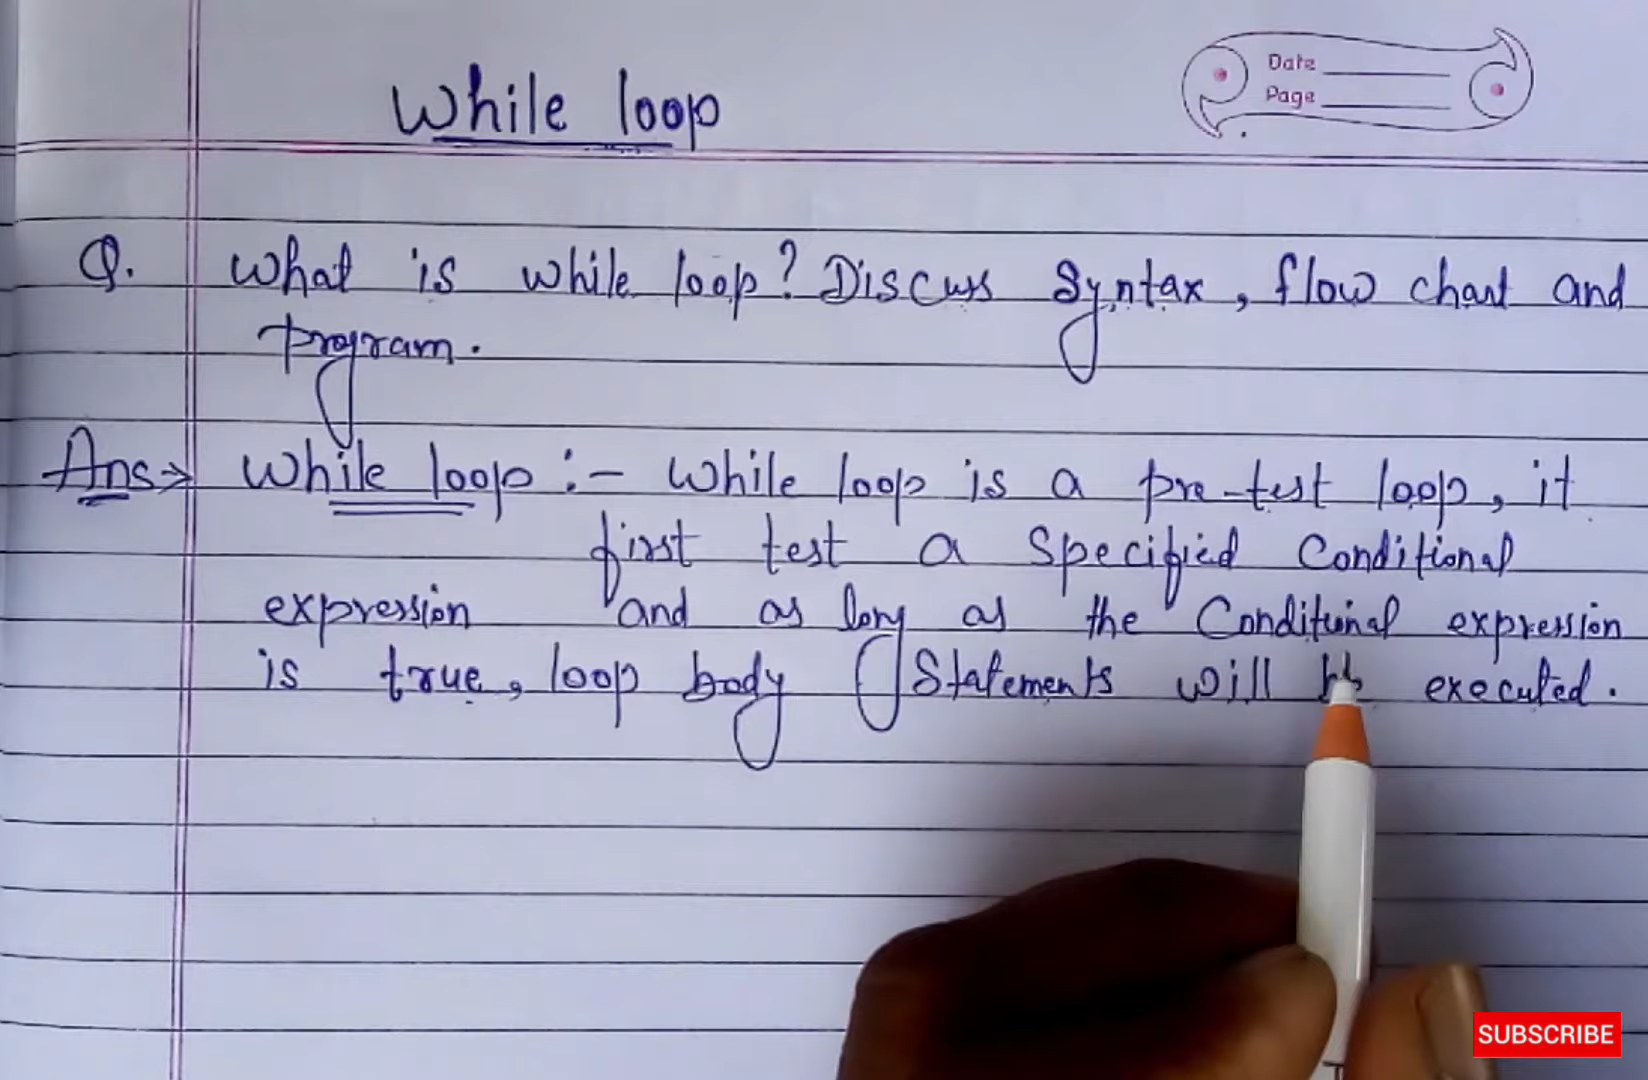 While loop
Date
Page
Q. What is while loop? Discuss Syntax, flow chart and
program.
Ans⇒ While loop :- While loop is a pre-test loop, it
first test a Specified Conditional
expression and as long as the Conditional expression
is true, loop body Statements will be executed.
SUBSCRIBE